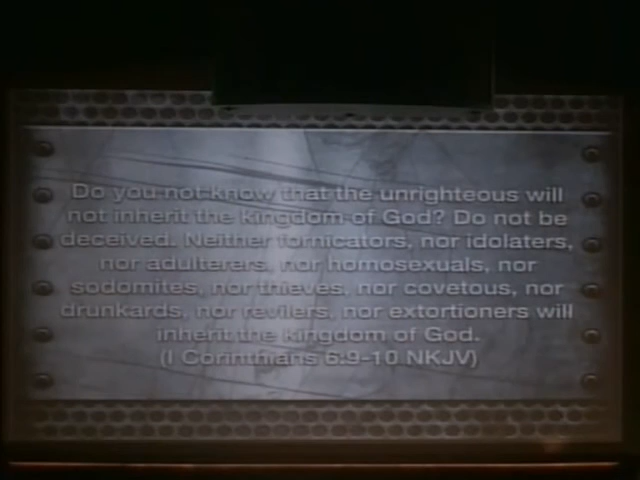 Do you not know that the unrighteous will
not inherit the kingdom of God? Do not be
deceived. Neither fornicators, nor idolaters,
nor adulterers, nor homosexuals, nor
sodomites, nor thieves, nor covetous, nor
drunkards, nor revilers, nor extortioners will
inherit the kingdom of God.
(I Corinthians 6:9-10 NKJV)